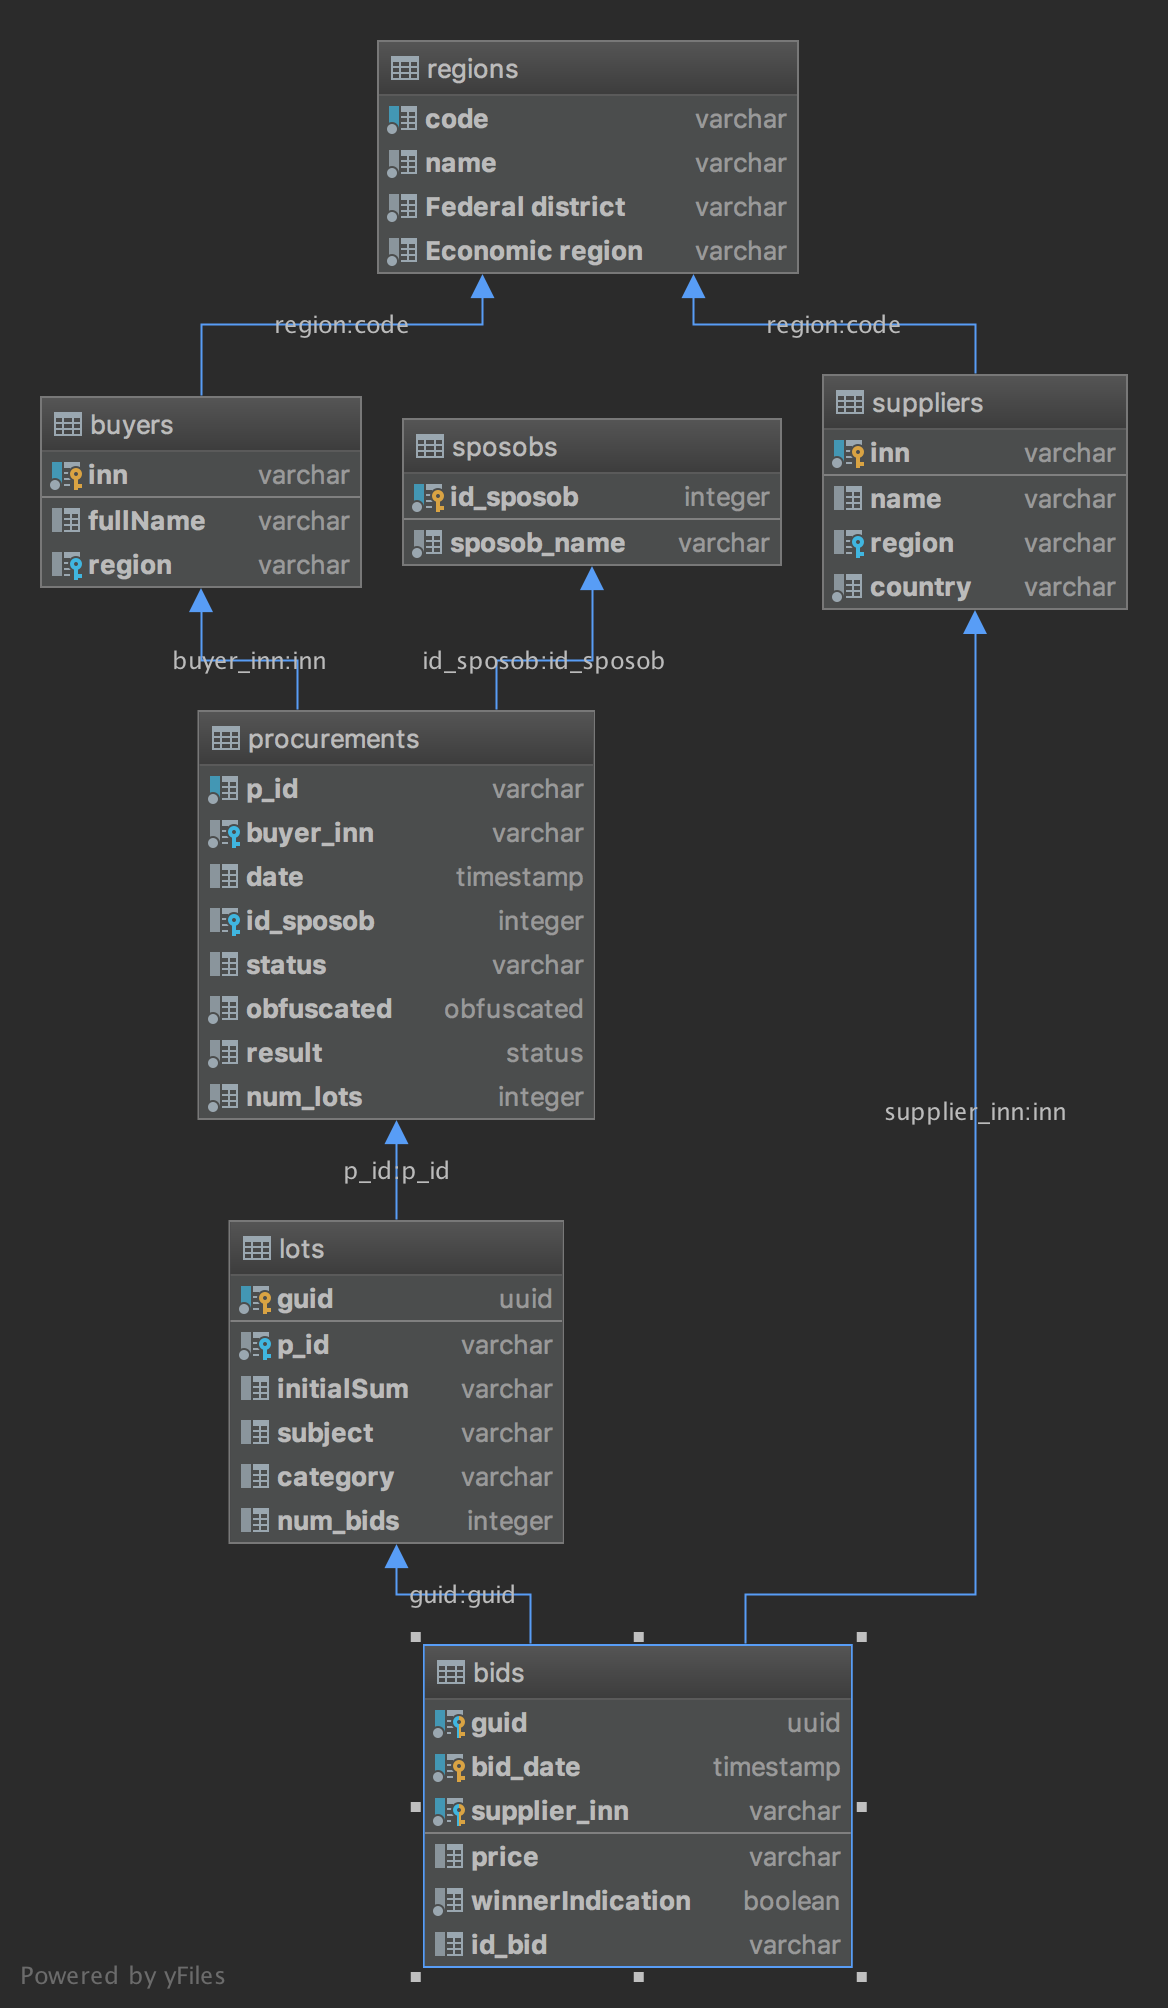 regions
code varchar
name varchar
Federal district varchar
Economic region varchar
region:code
region:code
buyers
inn varchar
fullName varchar
region varchar
sposobs
id_sposob integer
sposob_name varchar
suppliers
inn varchar
name varchar
region varchar
country varchar
buyer_inn:inn
id_sposob:id_sposob
procurements
p_id varchar
buyer_inn varchar
date timestamp
id_sposob integer
status varchar
obfuscated obfuscated
result status
num_lots integer
supplier_inn:inn
p_id:p_id
lots
guid uuid
p_id varchar
initialSum varchar
subject varchar
category varchar
num_bids integer
guid:guid
bids
guid uuid
bid_date timestamp
supplier_inn varchar
price varchar
winnerIndication boolean
id_bid varchar
Powered by yFiles